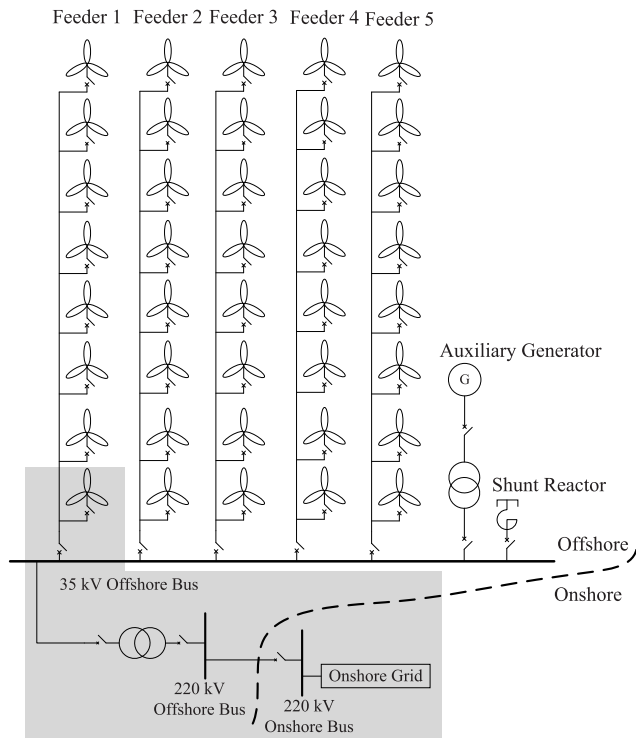 Feeder 1 Feeder 2 Feeder 3 Feeder 4 Feeder 5
Auxiliary Generator
G
Shunt Reactor
Offshore
35 kV Offshore Bus
Onshore
Onshore Grid
220 kV
Offshore Bus
220 kV
Onshore Bus